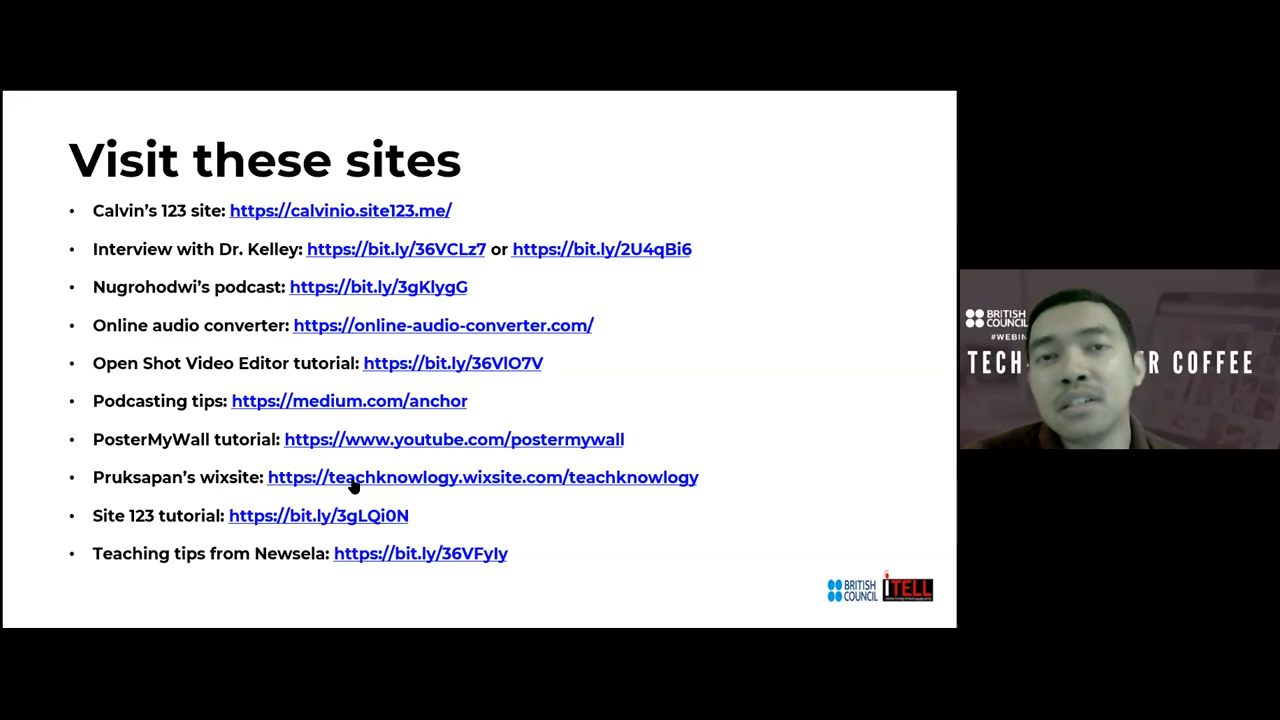 Visit these sites
• Calvin’s 123 site: https://calvinio.site123.me/
• Interview with Dr. Kelley: https://bit.ly/36VCLz7 or https://bit.ly/2U4qBi6
• Nugrohodwi’s podcast: https://bit.ly/3gKlygG
• Online audio converter: https://online-audio-converter.com/
• Open Shot Video Editor tutorial: https://bit.ly/36VlO7V
• Podcasting tips: https://medium.com/anchor
• PosterMyWall tutorial: https://www.youtube.com/postermywall
• Pruksapan’s wixsite: https://teachknowlogy.wixsite.com/teachknowlogy
• Site 123 tutorial: https://bit.ly/3gLQi0N
• Teaching tips from Newsela: https://bit.ly/36VFyIy
BRITISH
COUNCIL
iTELL
BRITISH
COUNCIL
#WEBIN
TECH R COFFEE